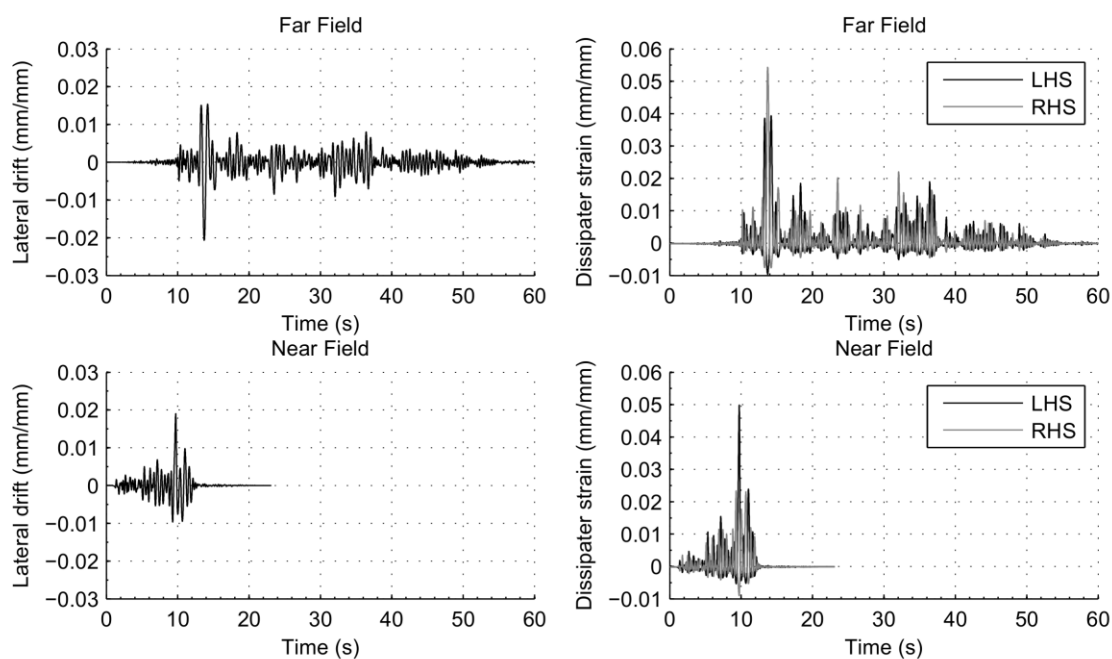 Far Field
Lateral drift (mm/mm)
0.03
0.02
0.01
0
−0.01
−0.02
−0.03
0 10 20 30 40 50 60
Time (s)
Far Field
Dissipater strain (mm/mm)
0.06
0.05
0.04
0.03
0.02
0.01
0
−0.01
LHS
RHS
0 10 20 30 40 50 60
Time (s)
Near Field
Lateral drift (mm/mm)
0.03
0.02
0.01
0
−0.01
−0.02
−0.03
0 10 20 30 40 50 60
Time (s)
Near Field
Dissipater strain (mm/mm)
0.06
0.05
0.04
0.03
0.02
0.01
0
−0.01
LHS
RHS
0 10 20 30 40 50 60
Time (s)